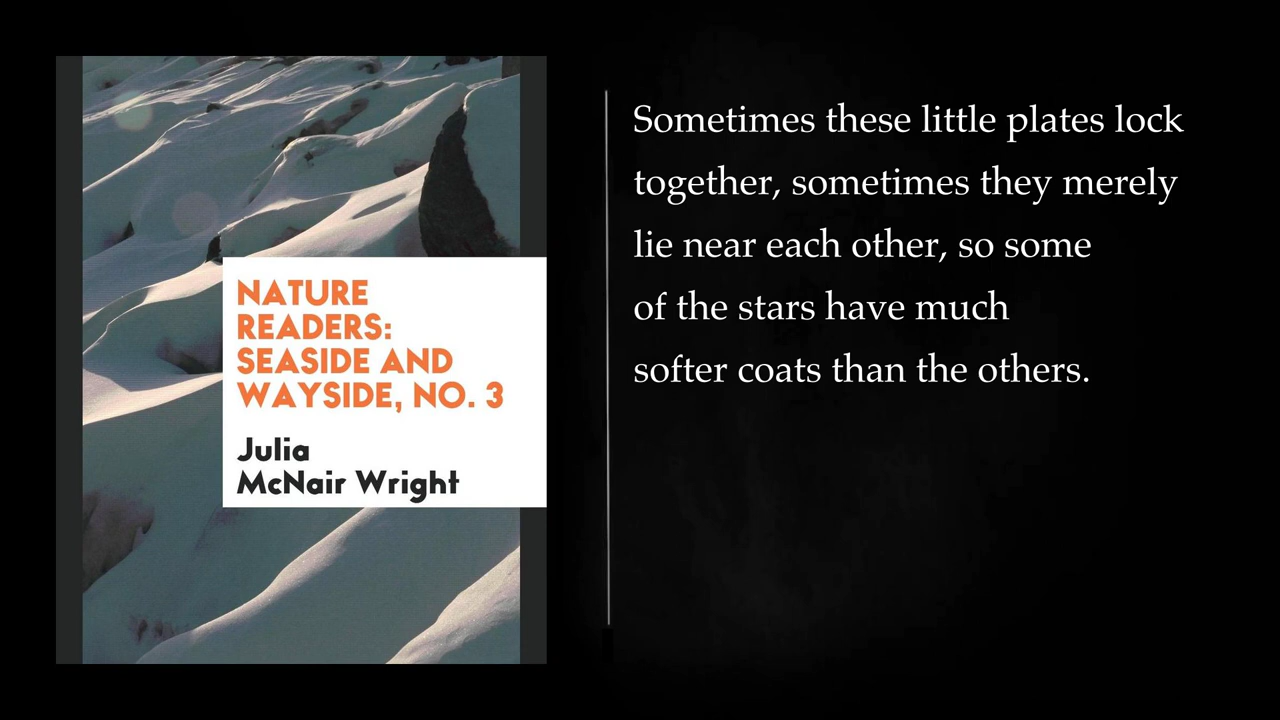 NATURE
READERS:
SEASIDE AND
WAYSIDE, NO. 3
Julia
McNair Wright
Sometimes these little plates lock
together, sometimes they merely
lie near each other, so some
of the stars have much
softer coats than the others.